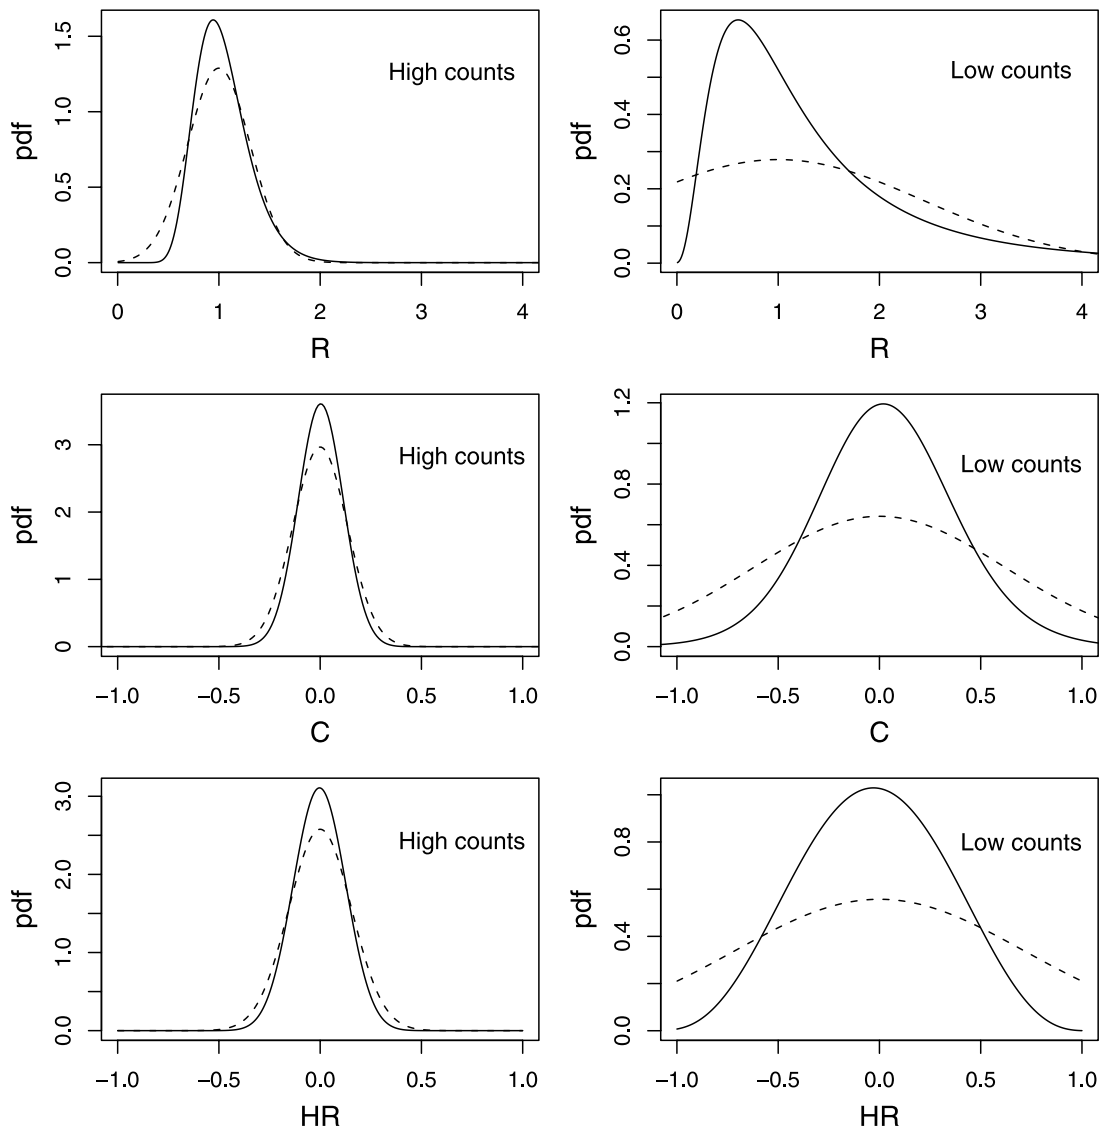 High counts
pdf
0.0 0.5 1.0 1.5
0 1 2 3 4
R
Low counts
pdf
0.0 0.2 0.4 0.6
0 1 2 3 4
R
High counts
pdf
0 1 2 3
−1.0 −0.5 0.0 0.5 1.0
C
Low counts
pdf
0.0 0.4 0.8 1.2
−1.0 −0.5 0.0 0.5 1.0
C
High counts
pdf
0.0 1.0 2.0 3.0
−1.0 −0.5 0.0 0.5 1.0
HR
Low counts
pdf
0.0 0.4 0.8
−1.0 −0.5 0.0 0.5 1.0
HR